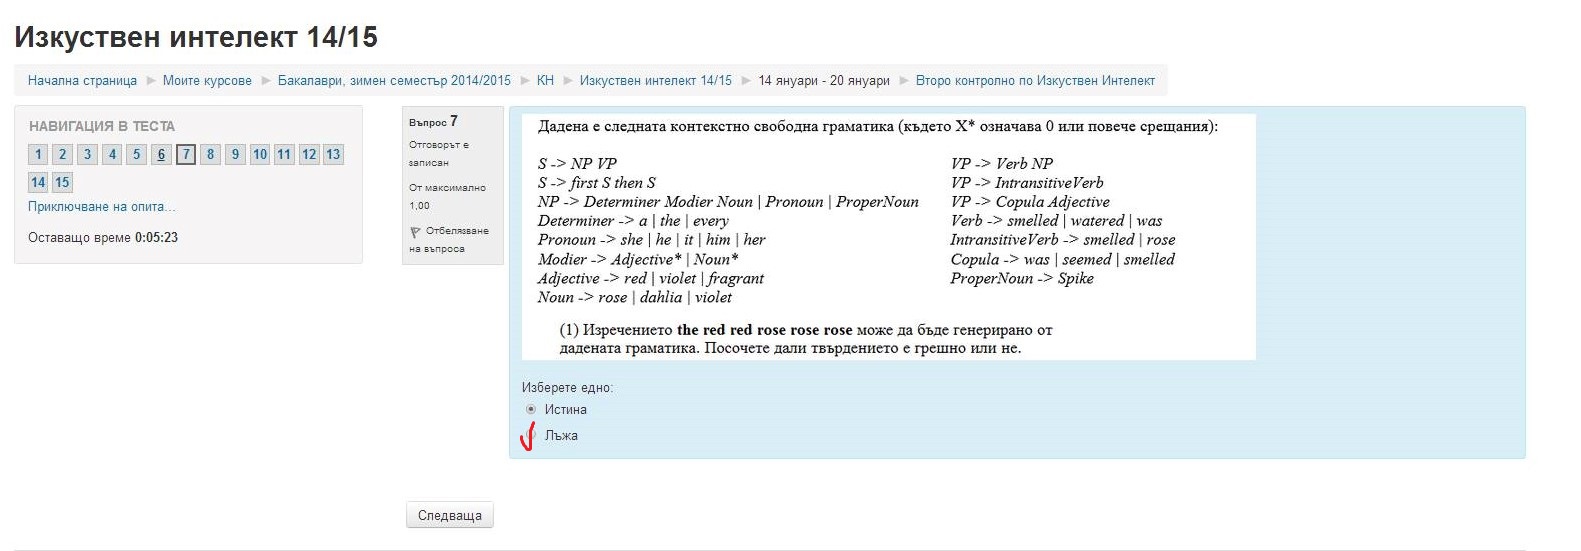 Изкуствен интелект 14/15
Начална страница ► Моите курсове ► Бакалаври, зимен семестър 2014/2015 ► КН ► Изкуствен интелект 14/15 ► 14 януари - 20 януари ► Второ контролно по Изкуствен Интелект
НАВИГАЦИЯ В ТЕСТА
1 2 3 4 5 6 7 8 9 10 11 12 13
14 15
Приключване на опита...
Оставащо време 0:05:23
Въпрос 7
Отговорът е
записан
От максимално
1,00
Отбелязване
на въпроса
Дадена е следната контекстно свободна граматика (където X* означава 0 или повече срещания):
S -> NP VP
S -> first S then S
NP -> Determiner Modier Noun | Pronoun | ProperNoun
Determiner -> a | the | every
Pronoun -> she | he | it | him | her
Modier -> Adjective* | Noun*
Adjective -> red | violet | fragrant
Noun -> rose | dahlia | violet
VP -> Verb NP
VP -> IntransitiveVerb
VP -> Copula Adjective
Verb -> smelled | watered | was
IntransitiveVerb -> smelled | rose
Copula -> was | seemed | smelled
ProperNoun -> Spike
(1) Изречението the red red rose rose rose може да бъде генерирано от
дадената граматика. Посочете дали твърдението е грешно или не.
Изберете едно:
Истина
Лъжа
Следваща